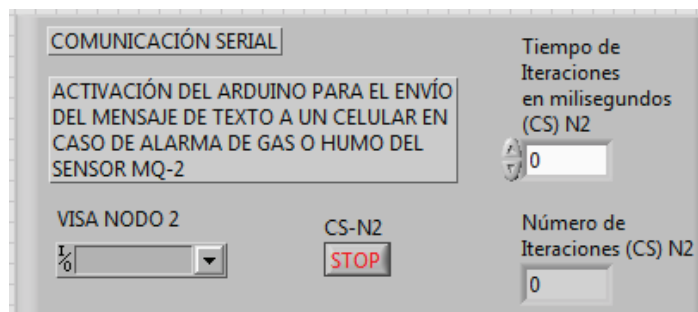 COMUNICACIÓN SERIAL
ACTIVACIÓN DEL ARDUINO PARA EL ENVÍO
DEL MENSAJE DE TEXTO A UN CELULAR EN
CASO DE ALARMA DE GAS O HUMO DEL
SENSOR MQ-2
Tiempo de
Iteraciones
en milisegundos
(CS) N2
0
VISA NODO 2
I/0
CS-N2
STOP
Número de
Iteraciones (CS) N2
0